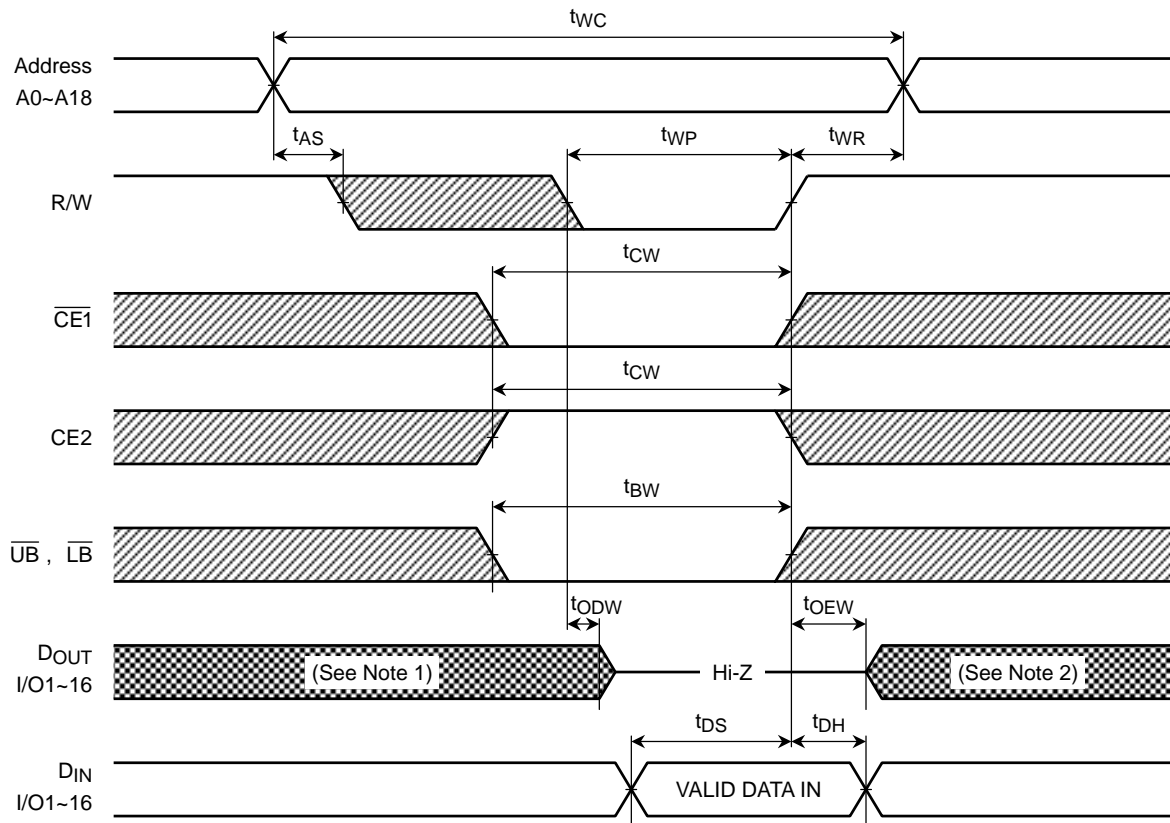 tWC
Address
A0~A18
tAS
tWP
tWR
R/W
tCW
CE1
tCW
CE2
tBW
UB , LB
tODW
tOEW
DOUT
I/O1~16
(See Note 1)
Hi-Z
(See Note 2)
tDS
tDH
DIN
I/O1~16
VALID DATA IN